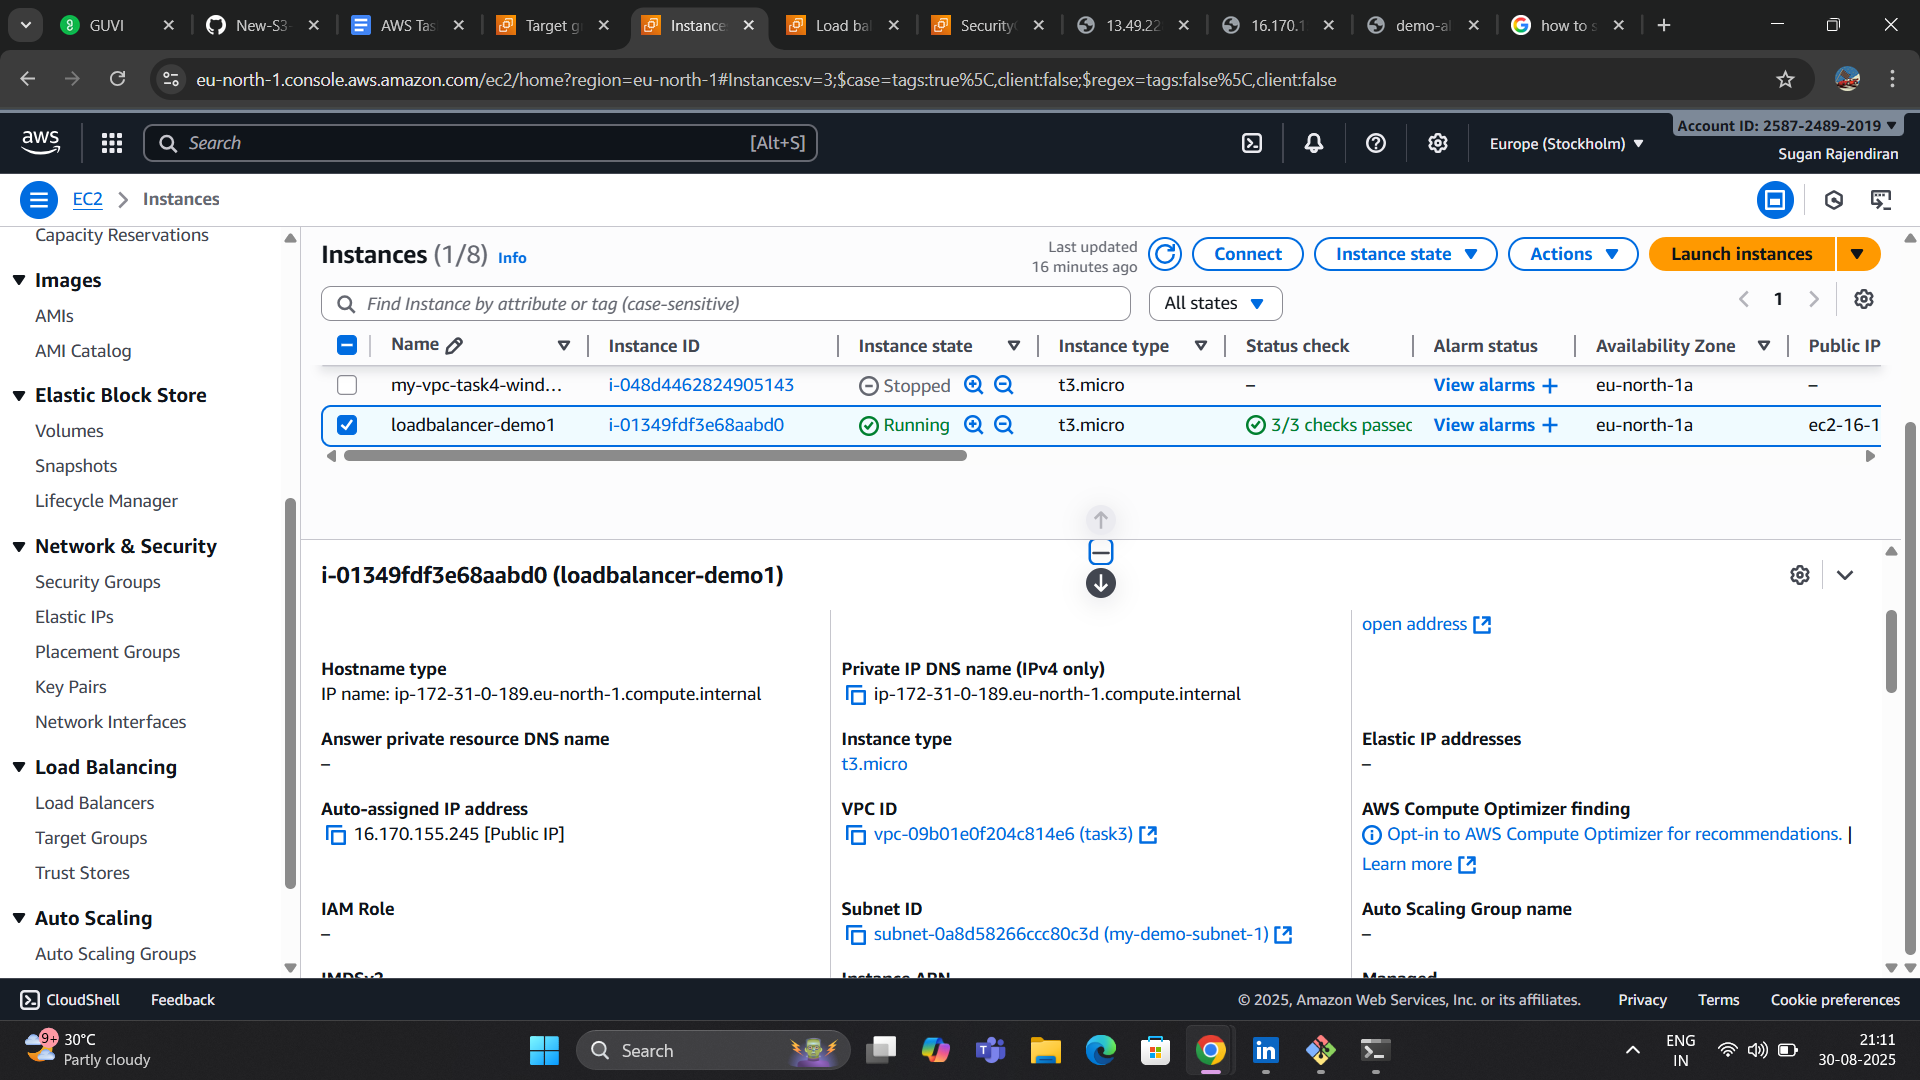 GUVI
New-S3-
AWS Tas
Target g
Instance
Load bal
Security
13.49.22
16.170.1
demo-al
how to s
eu-north-1.console.aws.amazon.com/ec2/home?region=eu-north-1#Instances:v=3;$case=tags:true%5C,client:false;$regex=tags:false%5C,client:false
aws
Search
[Alt+S]
Europe (Stockholm)
Account ID: 2587-2489-2019
Sugan Rajendiran
EC2
Instances
Capacity Reservations
Images
AMIs
AMI Catalog
Elastic Block Store
Volumes
Snapshots
Lifecycle Manager
Network & Security
Security Groups
Elastic IPs
Placement Groups
Key Pairs
Network Interfaces
Load Balancing
Load Balancers
Target Groups
Trust Stores
Auto Scaling
Auto Scaling Groups
Instances (1/8) Info
Last updated
16 minutes ago
Connect
Instance state
Actions
Launch instances
Find Instance by attribute or tag (case-sensitive)
All states
1
Name Instance ID Instance state Instance type Status check Alarm status Availability Zone Public IP
my-vpc-task4-wind... i-048d4462824905143 Stopped t3.micro – View alarms + eu-north-1a –
loadbalancer-demo1 i-01349fdf3e68aabd0 Running t3.micro 3/3 checks passec View alarms + eu-north-1a ec2-16-1
i-01349fdf3e68aabd0 (loadbalancer-demo1)
open address
Hostname type
IP name: ip-172-31-0-189.eu-north-1.compute.internal
Private IP DNS name (IPv4 only)
ip-172-31-0-189.eu-north-1.compute.internal
Answer private resource DNS name
–
Instance type
t3.micro
Elastic IP addresses
–
Auto-assigned IP address
16.170.155.245 [Public IP]
VPC ID
vpc-09b01e0f204c814e6 (task3)
AWS Compute Optimizer finding
Opt-in to AWS Compute Optimizer for recommendations. |
Learn more
IAM Role
–
Subnet ID
subnet-0a8d58266ccc80c3d (my-demo-subnet-1)
Auto Scaling Group name
–
IMDSv2
Instance ARN
Managed
CloudShell
Feedback
© 2025, Amazon Web Services, Inc. or its affiliates.
Privacy
Terms
Cookie preferences
9+
30°C
Partly cloudy
Search
ENG
IN
21:11
30-08-2025